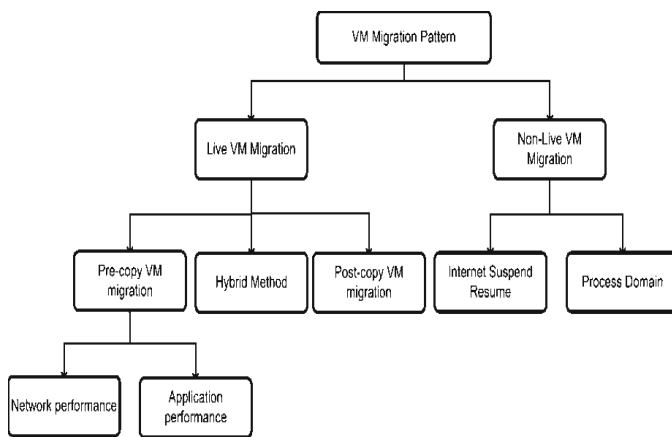 VM Migration Pattern
Live VM Migration
Non-Live VM
Migration
Pre-copy VM
migration
Hybrid Method
Post-copy VM
migration
Internet Suspend
Resume
Process Domain
Network performance
Application
performance